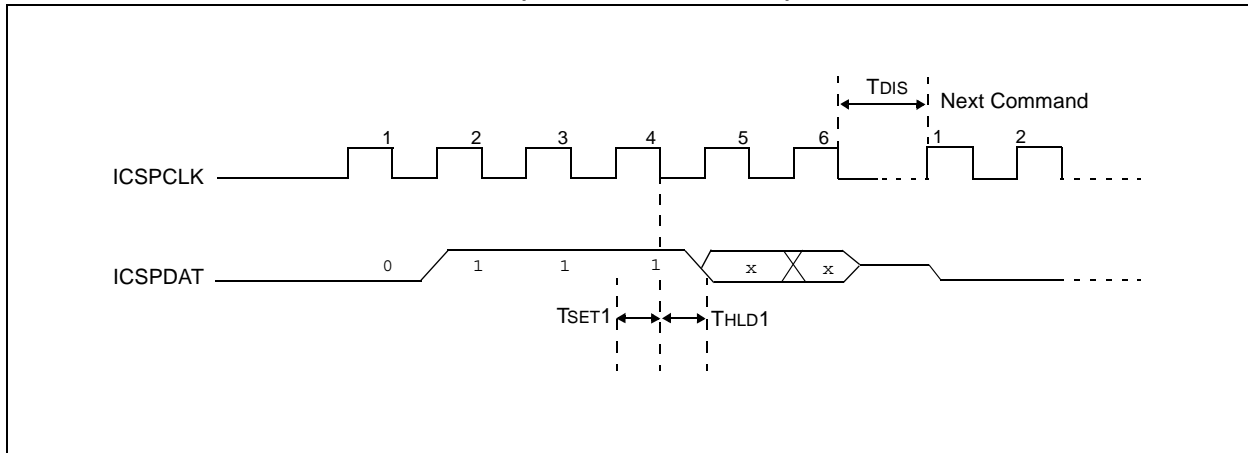 TDIS
Next Command
1 2 3 4 5 6 1 2
ICSPCLK
ICSPDAT
0 1 1 1 x x
TSET1 THLD1